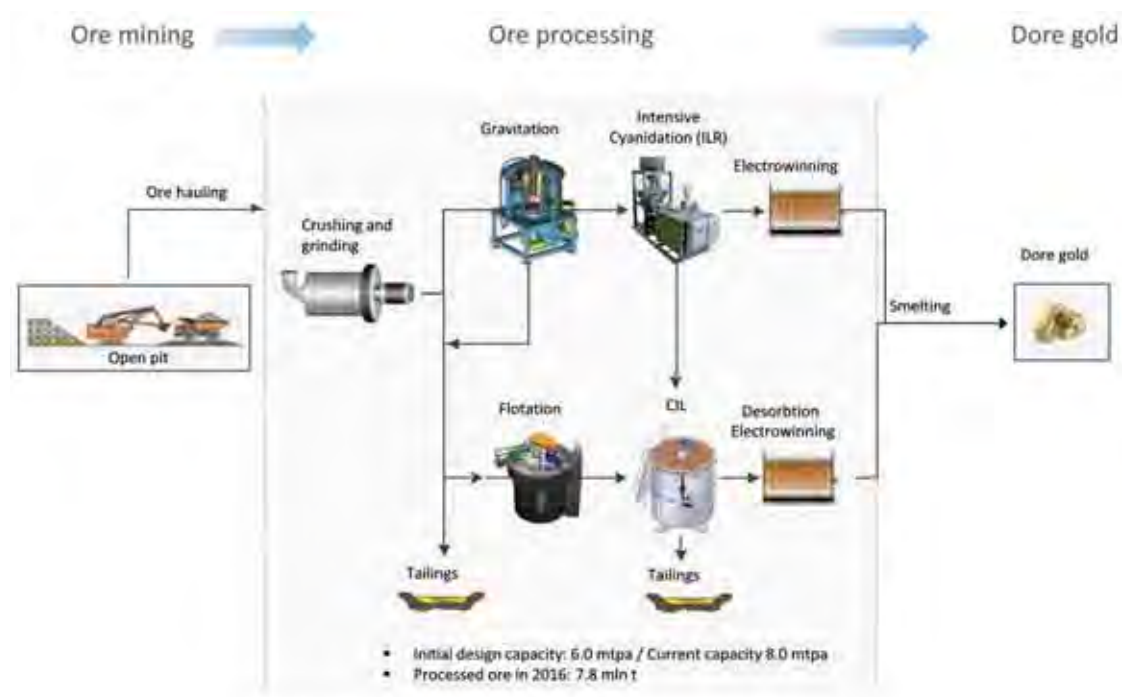 Ore mining
Ore processing
Dore gold
Gravitation
Intensive
Cyanidation (ILR)
Electrowinning
Ore hauling
Crushing and
grinding
Dore gold
Smelting
Open pit
Flotation
CIL
Desorbtion
Electrowinning
Tailings
Tailings
▪ Initial design capacity: 6.0 mtpa / Current capacity 8.0 mtpa
▪ Processed ore in 2016: 7.8 mln t